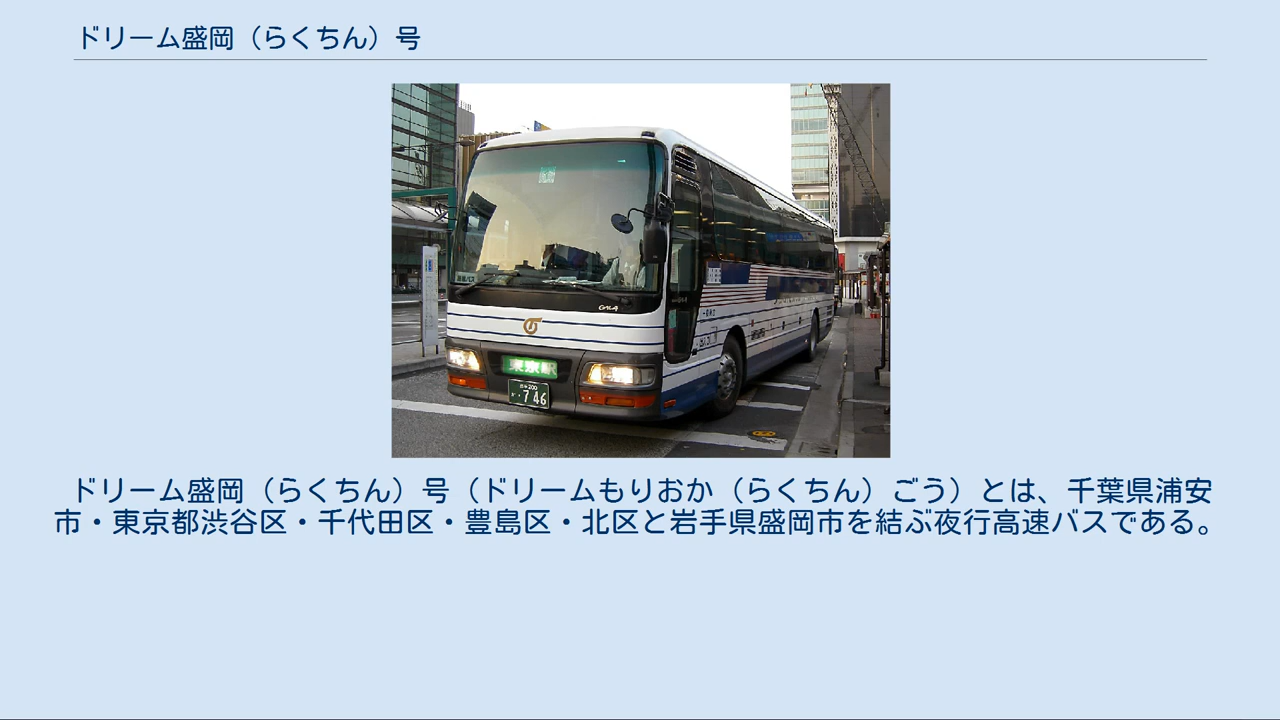 ドリーム盛岡（らくちん）号
東京駅
746
ドリーム盛岡（らくちん）号（ドリームもりおか（らくちん）ごう）とは、千葉県浦安
市・東京都渋谷区・千代田区・豊島区・北区と岩手県盛岡市を結ぶ夜行高速バスである。